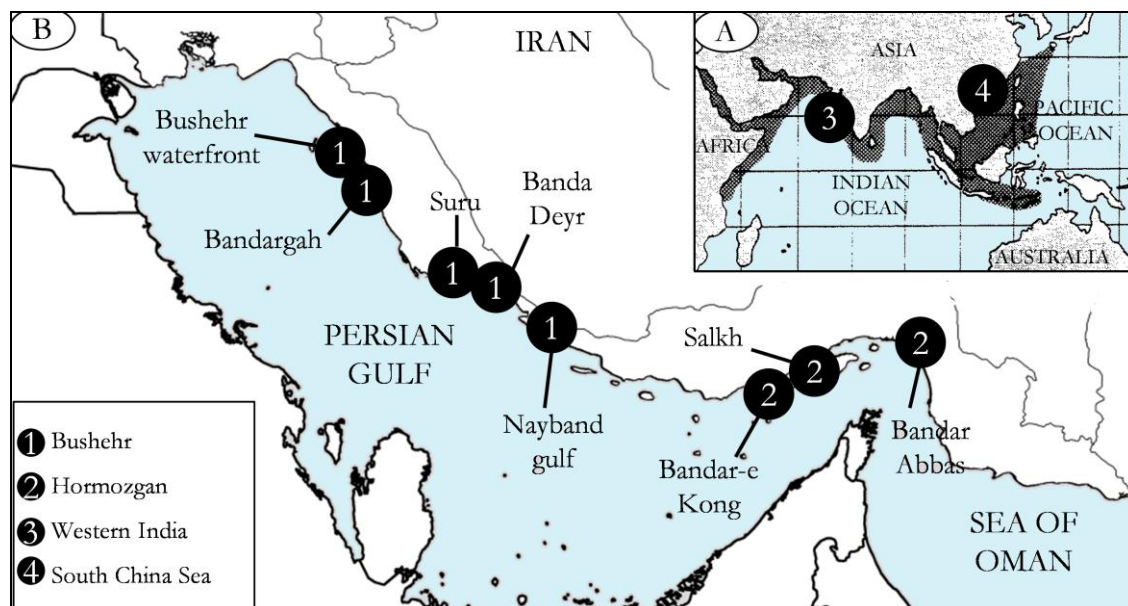 B
IRAN
A
ASIA
4
3
PACIFIC
OCEAN
AFRICA
INDIAN
OCEAN
AUSTRALIA
Bushehr
waterfront
1
1
Bandargah
Suru
Banda
Deyr
1
1
1
PERSIAN
GULF
Nayband
gulf
Salkh
2
2
2
Bandar-e
Kong
Bandar
Abbas
SEA OF
OMAN
1 Bushehr
2 Hormozgan
3 Western India
4 South China Sea